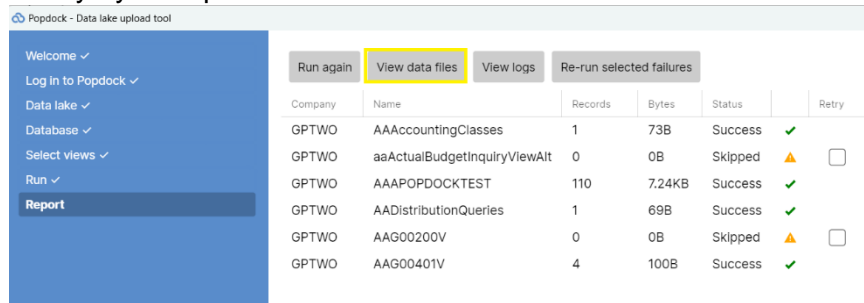 Popdock - Data lake upload tool
Welcome ✓
Log in to Popdock ✓
Data lake ✓
Database ✓
Select views ✓
Run ✓
Report
Run again View data files View logs Re-run selected failures
Company Name Records Bytes Status Retry
GPTWO AAAccountingClasses 1 73B Success ✓
GPTWO aaActualBudgetInquiryViewAlt 0 0B Skipped
GPTWO AAAPOPDOCKTEST 110 7.24KB Success ✓
GPTWO AADistributionQueries 1 69B Success ✓
GPTWO AAG00200V 0 0B Skipped
GPTWO AAG00401V 4 100B Success ✓